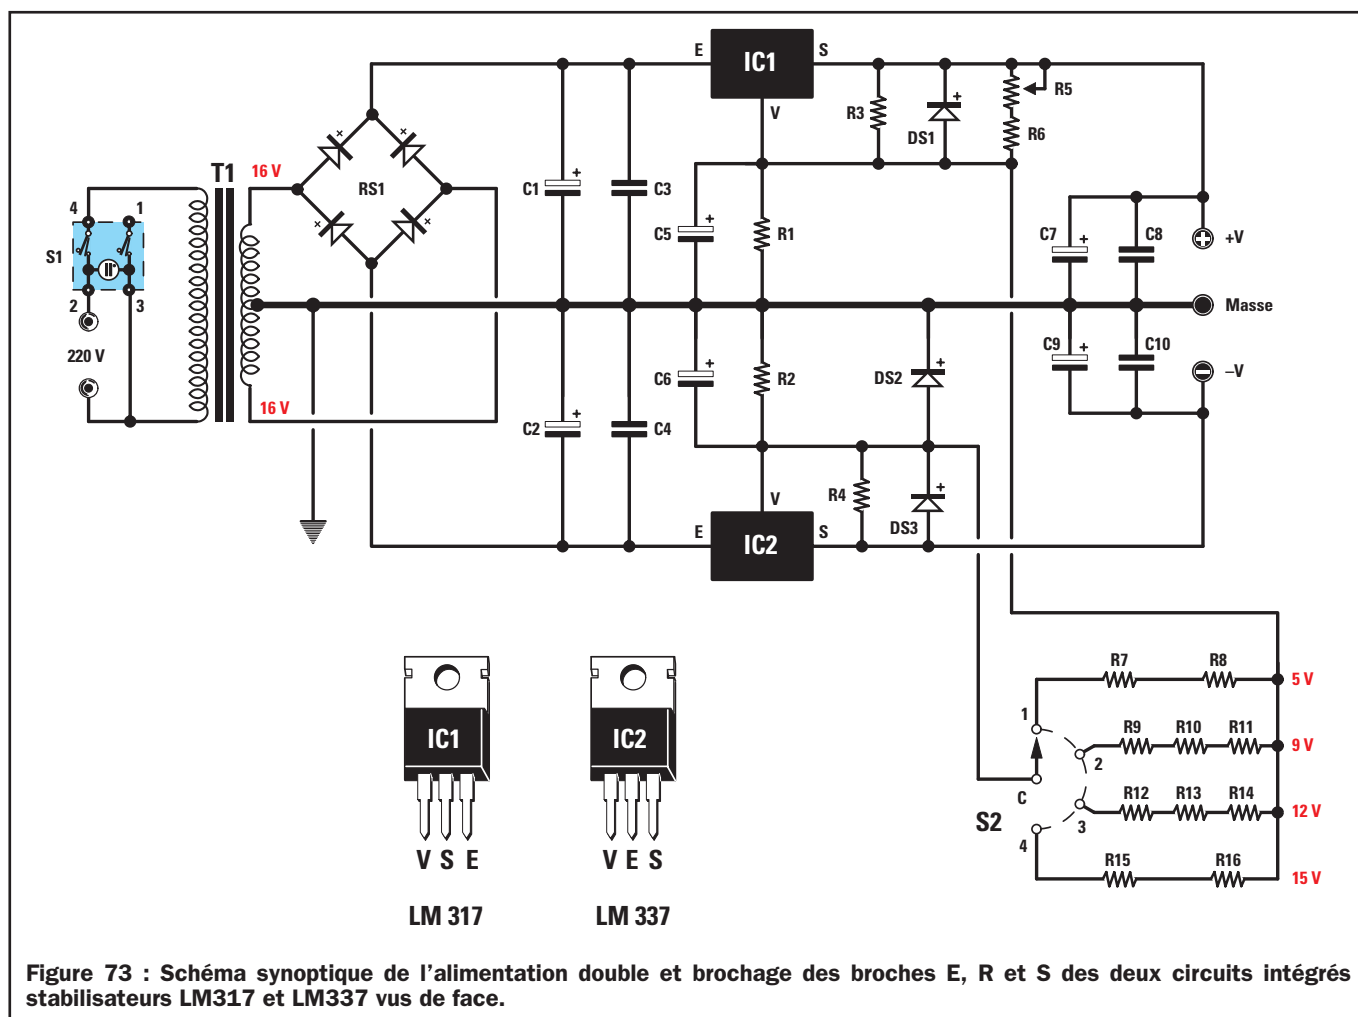 E IC1 S
V
R3
DS1
+
R5
R6
T1
16 V
RS1
4 1
S1
2 3
220 V
16 V
C1 +
C3
C5 +
R1
C7 +
C8
+V
Masse
C9 +
C10
–V
C6 +
R2
DS2 +
C2 +
C4
V
R4
DS3 +
E IC2 S
R7 R8 5 V
1
R9 R10 R11 9 V
2
C
R12 R13 R14 12 V
S2
3
4
R15 R16 15 V
IC1
V S E
LM 317
IC2
V E S
LM 337
Figure 73 : Schéma synoptique de l’alimentation double et brochage des broches E, R et S des deux circuits intégrés
stabilisateurs LM317 et LM337 vus de face.